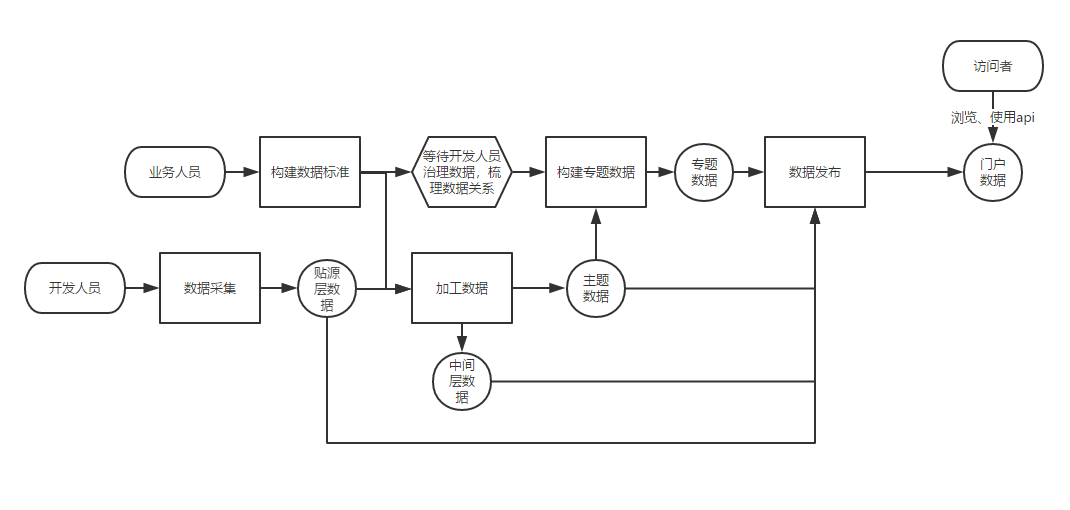 访问者
浏览、使用api
业务人员
构建数据标准
等待开发人员
治理数据，梳
理数据关系
构建专题数据
专题
数据
数据发布
门户
数据
开发人员
数据采集
贴源
层数
据
加工数据
主题
数据
中间
层数
据